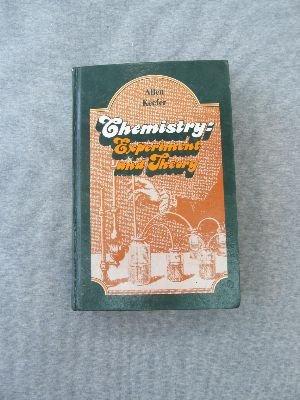 Allen
Keefer
Chemistry:
Experiment
and Theory